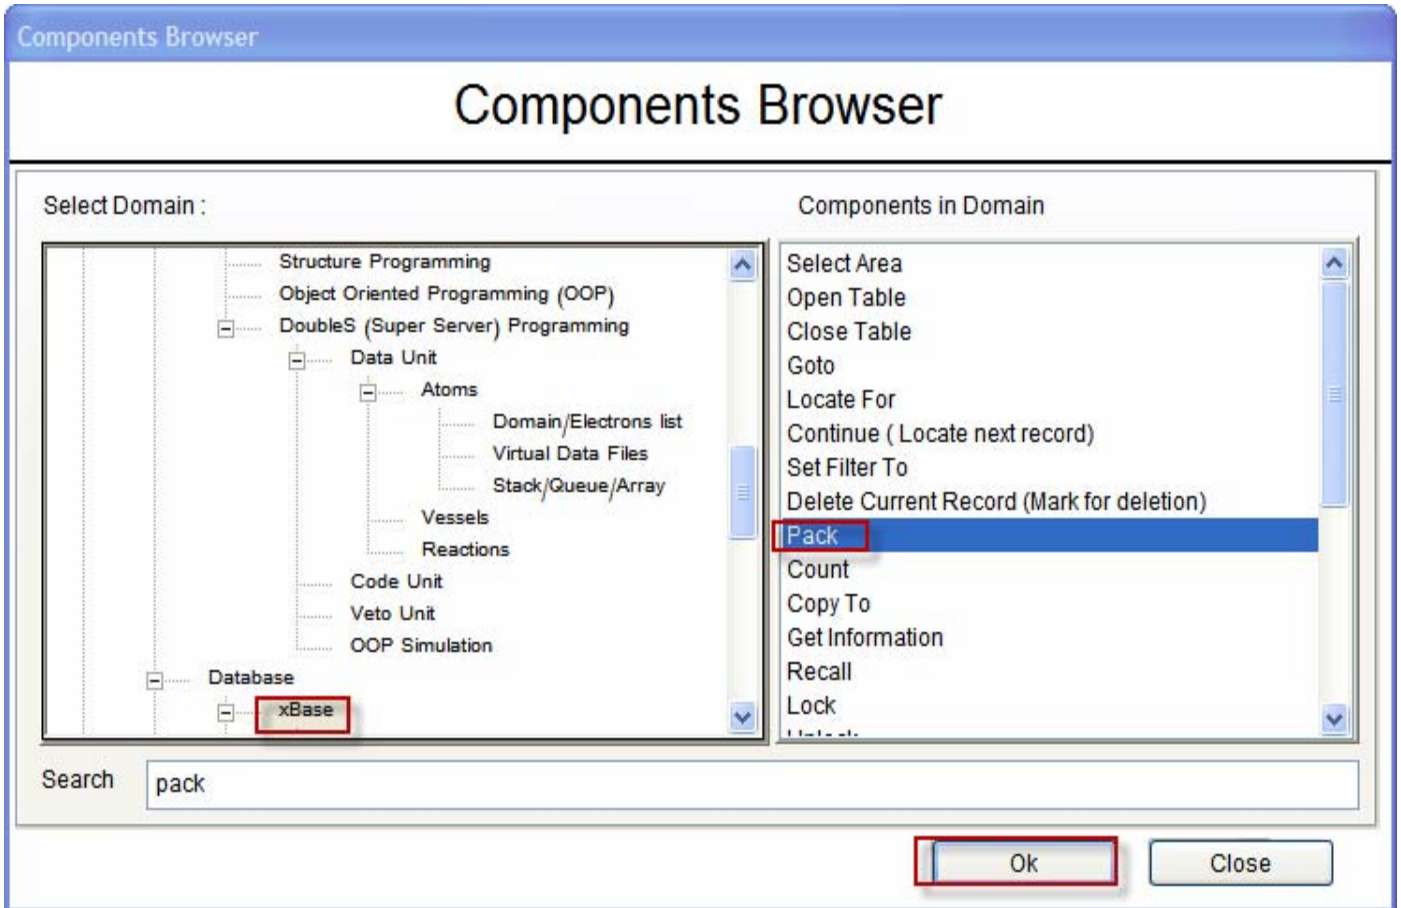 Components Browser
Components Browser
Select Domain :
Structure Programming
Object Oriented Programming (OOP)
DoubleS (Super Server) Programming
Data Unit
Atoms
Domain/Electrons list
Virtual Data Files
Stack/Queue/Array
Vessels
Reactions
Code Unit
Veto Unit
OOP Simulation
Database
xBase
Components in Domain
Select Area
Open Table
Close Table
Goto
Locate For
Continue ( Locate next record)
Set Filter To
Delete Current Record (Mark for deletion)
Pack
Count
Copy To
Get Information
Recall
Lock
Search
pack
Ok
Close